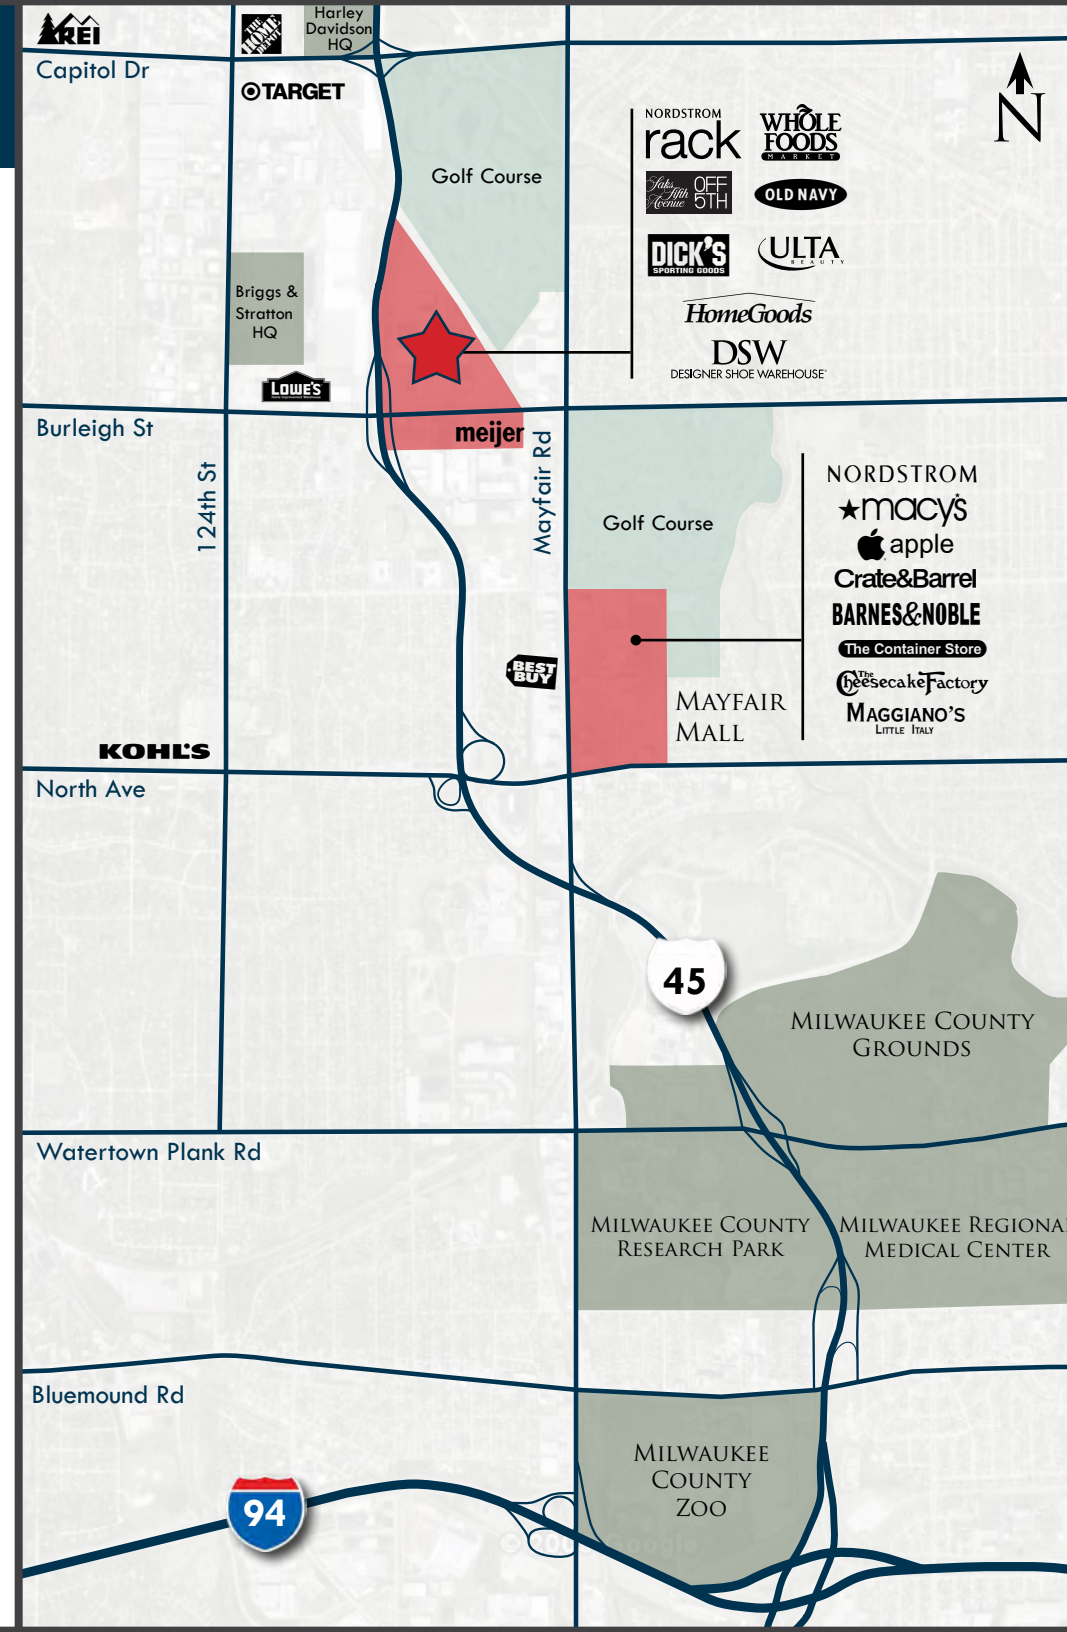 REI
THE HOME DEPOT
Harley
Davidson
HQ
Capitol Dr
TARGET
N
Golf Course
NORDSTROM
rack
WHOLE
FOODS
MARKET
Saks
Fifth
Avenue
OFF
5TH
OLD NAVY
DICK'S
SPORTING GOODS
ULTA
BEAUTY
HomeGoods
DSW
DESIGNER SHOE WAREHOUSE
Briggs &
Stratton
HQ
LOWE'S
Home Improvement Warehouse
Burleigh St
meijer
124th St
Mayfair Rd
Golf Course
NORDSTROM
macy's
apple
Crate&Barrel
BARNES&NOBLE
The Container Store
The Cheesecake Factory
MAGGIANO'S
LITTLE ITALY
BEST
BUY
MAYFAIR
MALL
KOHL'S
North Ave
45
MILWAUKEE COUNTY
GROUNDS
Watertown Plank Rd
MILWAUKEE COUNTY
RESEARCH PARK
MILWAUKEE REGIONA
MEDICAL CENTER
Bluemound Rd
MILWAUKEE
COUNTY
ZOO
94